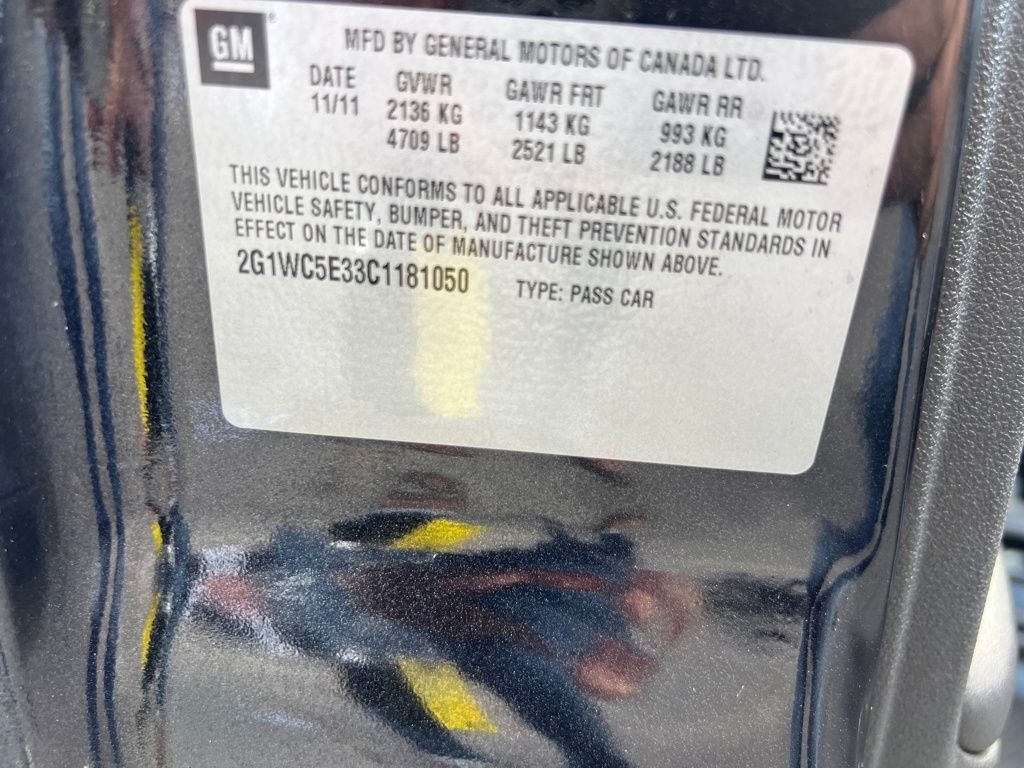 GM
MFD BY GENERAL MOTORS OF CANADA LTD.
DATE GVWR GAWR FRT GAWR RR
11/11 2136 KG 1143 KG 993 KG
4709 LB 2521 LB 2188 LB
THIS VEHICLE CONFORMS TO ALL APPLICABLE U.S. FEDERAL MOTOR
VEHICLE SAFETY, BUMPER, AND THEFT PREVENTION STANDARDS IN
EFFECT ON THE DATE OF MANUFACTURE SHOWN ABOVE.
2G1WC5E33C1181050 TYPE: PASS CAR